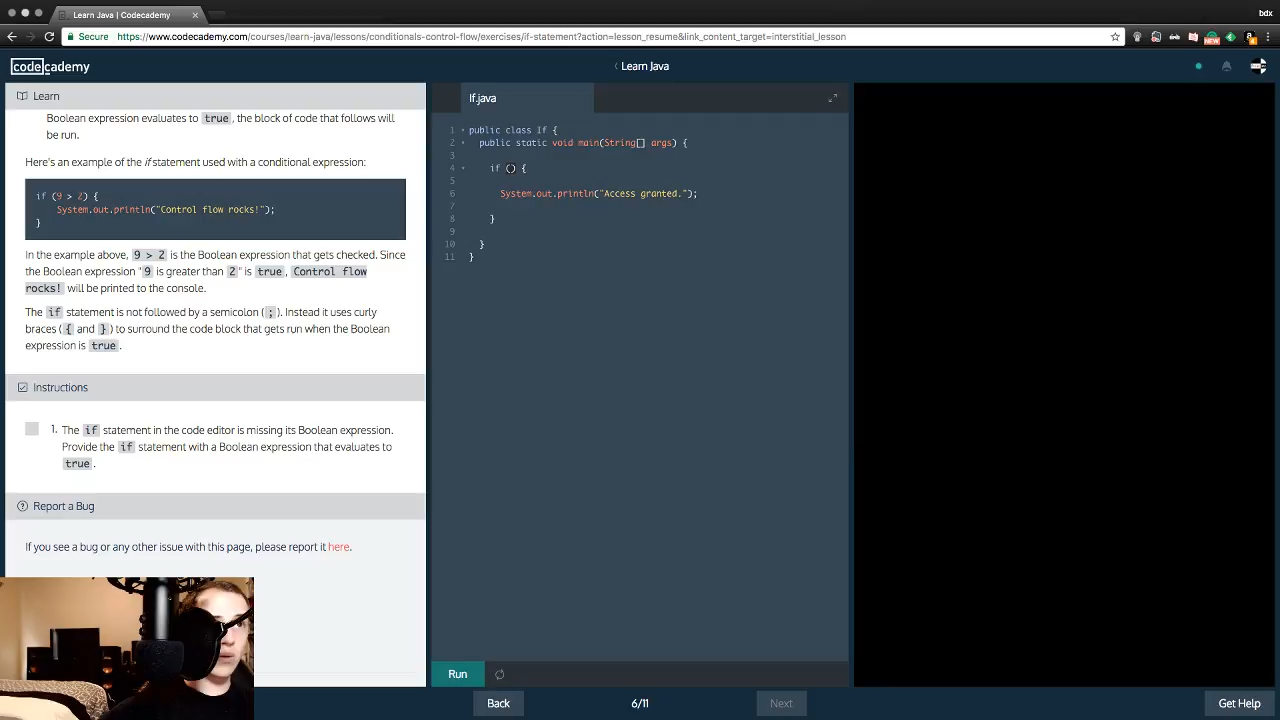 Learn Java | Codecademy
bdx
Secure
https://www.codecademy.com/courses/learn-java/lessons/conditionals-control-flow/exercises/if-statement?action=lesson_resume&link_content_target=interstitial_lesson
codecademy
Learn Java
Learn
Boolean expression evaluates to true, the block of code that follows will
be run.
Here's an example of the if statement used with a conditional expression:
if (9 > 2) {
System.out.println("Control flow rocks!");
}
In the example above, 9 > 2 is the Boolean expression that gets checked. Since
the Boolean expression "9 is greater than 2" is true, Control flow
rocks! will be printed to the console.
The if statement is not followed by a semicolon (;). Instead it uses curly
braces ({ and }) to surround the code block that gets run when the Boolean
expression is true.
Instructions
1. The if statement in the code editor is missing its Boolean expression.
Provide the if statement with a Boolean expression that evaluates to
true.
Report a Bug
If you see a bug or any other issue with this page, please report it here.
If.java
1 public class If {
2 public static void main(String[] args) {
3
4 if () {
5
6 System.out.println("Access granted.");
7
8 }
9
10 }
11 }
Run
Back
6/11
Next
Get Help